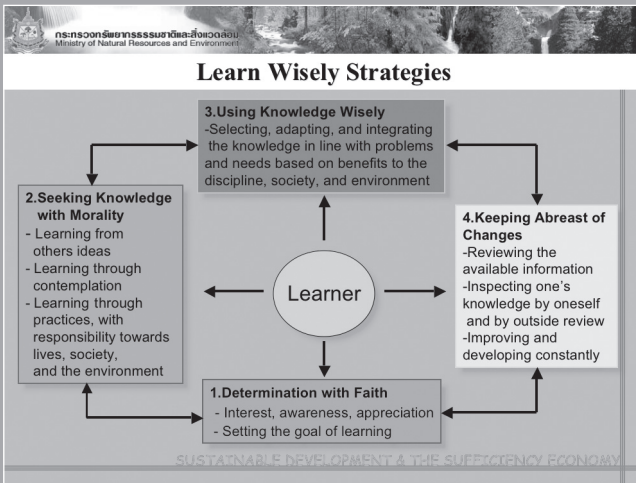 กระทรวงทรัพยากรธรรมชาติและสิ่งแวดล้อม
Ministry of Natural Resources and Environment
Learn Wisely Strategies
3.Using Knowledge Wisely
-Selecting, adapting, and integrating
the knowledge in line with problems
and needs based on benefits to the
discipline, society, and environment
2.Seeking Knowledge
with Morality
- Learning from
others ideas
- Learning through
contemplation
- Learning through
practices, with
responsibility towards
lives, society,
and the environment
Learner
4.Keeping Abreast of
Changes
-Reviewing the
available information
-Inspecting one's
knowledge by oneself
and by outside review
-Improving and
developing constantly
1.Determination with Faith
- Interest, awareness, appreciation
- Setting the goal of learning
SUSTAINABLE DEVELOPMENT & THE SUFFICIENCY ECONOMY